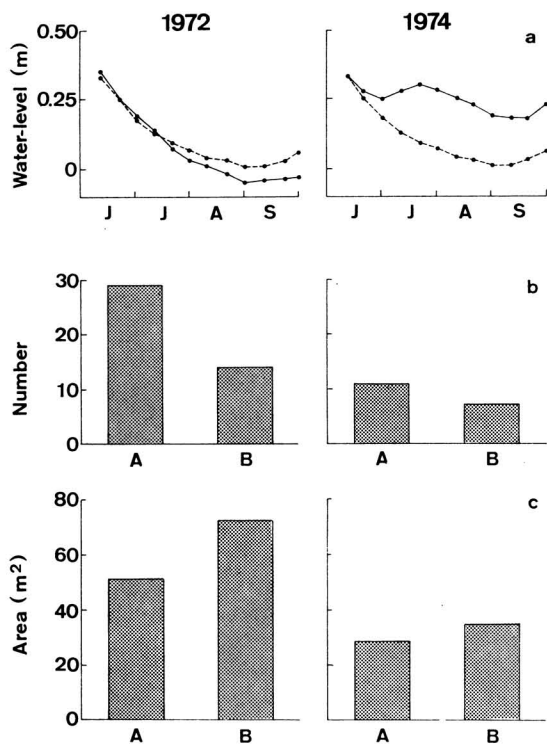 1972 1974
a
Water-level (m)
0.50
0.25
0
J J A S J J A S
b
Number
30
20
10
0
A B A B
c
Area (m²)
80
60
40
20
0
A B A B